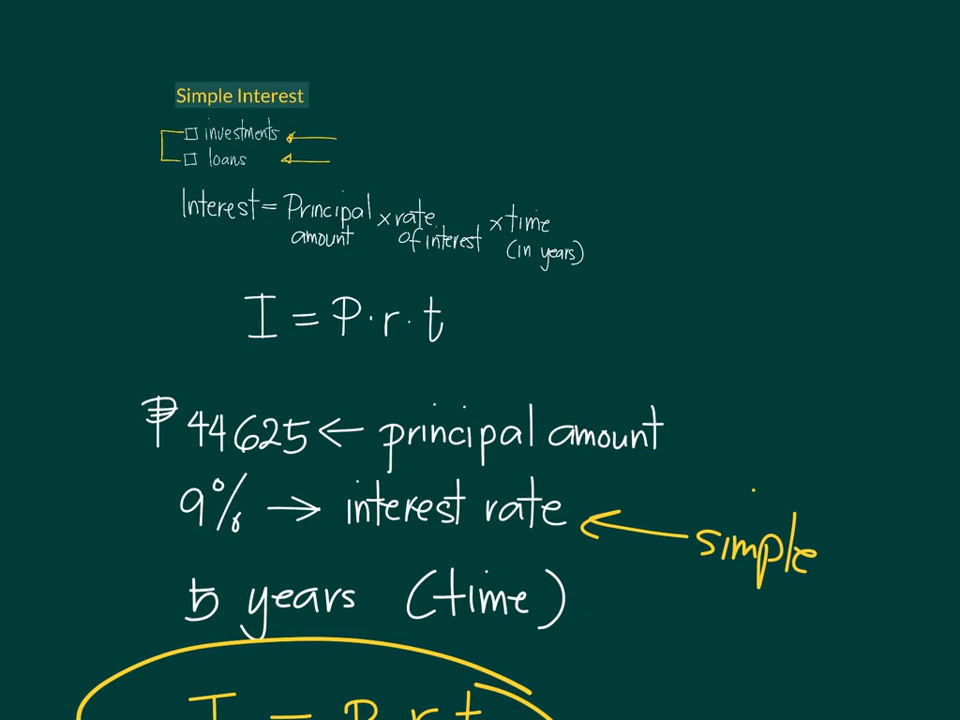 Simple Interest
□ investments
□ loans
Interest = Principal amount × rate of interest × time (in years)
I = P·r·t
₱44625 ← principal amount
9% → interest rate
simple
5 years (time)
I = P.r.t